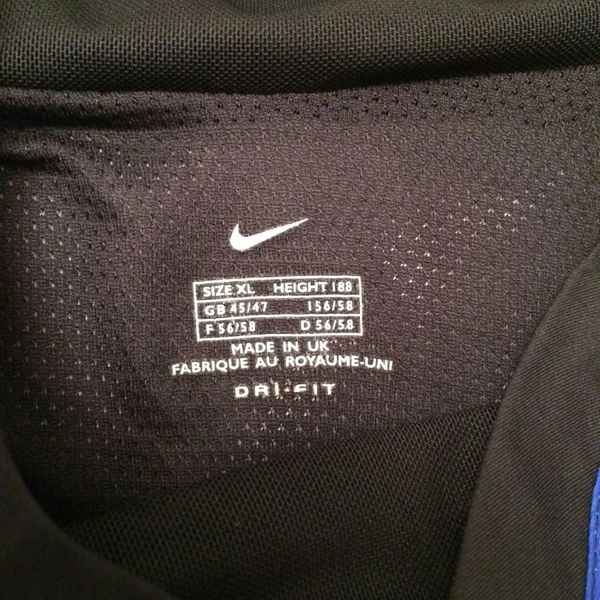 SIZE XL HEIGHT 188
GB 45/47 I 56/58
F 56/58 D 56/58
MADE IN UK
FABRIQUE AU ROYAUME-UNI
DRI-FIT